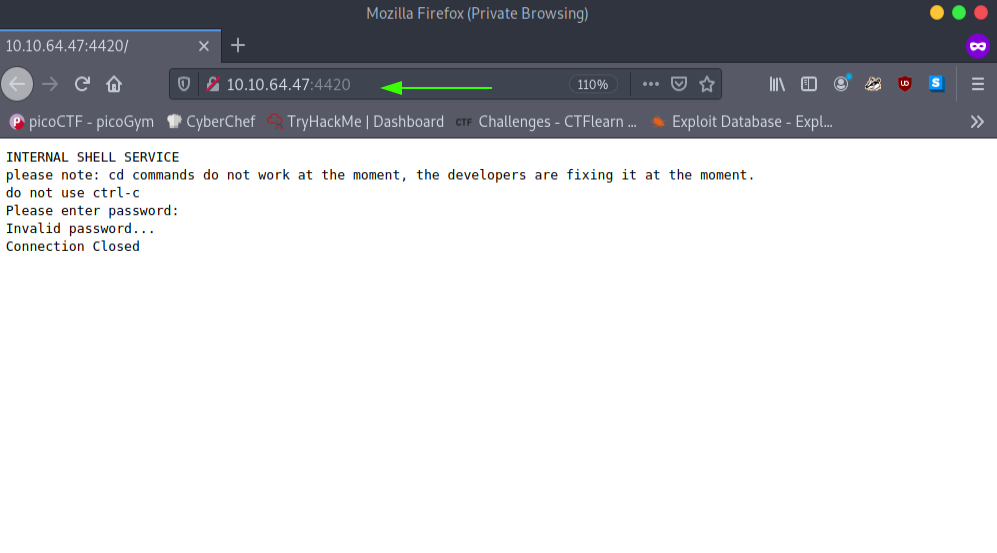 Mozilla Firefox (Private Browsing)
10.10.64.47:4420/
10.10.64.47:4420 110%
picoCTF - picoGym CyberChef TryHackMe | Dashboard CTF Challenges - CTFlearn ... Exploit Database - Expl...
INTERNAL SHELL SERVICE
please note: cd commands do not work at the moment, the developers are fixing it at the moment.
do not use ctrl-c
Please enter password:
Invalid password...
Connection Closed